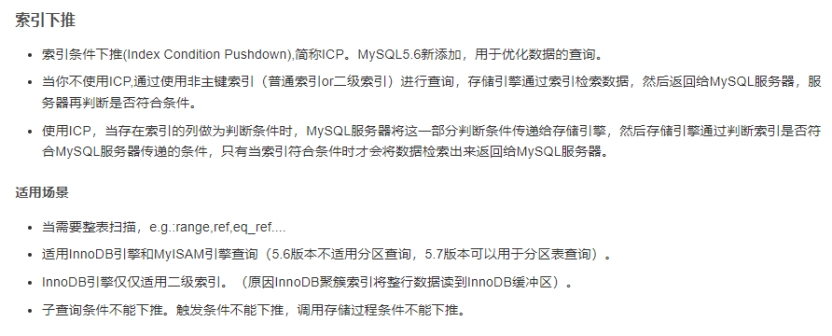 索引下推
索引条件下推(Index Condition Pushdown),简称ICP。MySQL5.6新添加，用于优化数据的查询。
当你不使用ICP,通过使用非主键索引（普通索引or二级索引）进行查询，存储引擎通过索引检索数据，然后返回给MySQL服务器，服
务器再判断是否符合条件。
使用ICP，当存在索引的列做为判断条件时，MySQL服务器将这一部分判断条件传递给存储引擎，然后存储引擎通过判断索引是否符
合MySQL服务器传递的条件，只有当索引符合条件时才会将数据检索出来返回给MySQL服务器。
适用场景
当需要整表扫描，e.g.:range,ref,eq_ref....
适用InnoDB引擎和MyISAM引擎查询（5.6版本不适用分区查询，5.7版本可以用于分区表查询）。
InnoDB引擎仅仅适用二级索引。（原因InnoDB聚簇索引将整行数据读到InnoDB缓冲区）。
子查询条件不能下推。触发条件不能下推，调用存储过程条件不能下推。